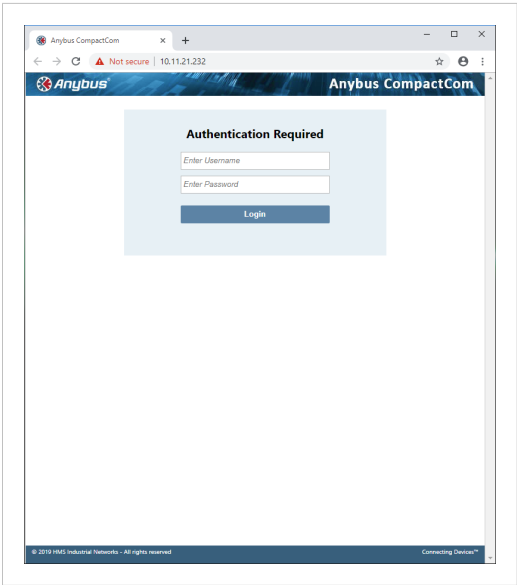 Anybus CompactCom
Not secure | 10.11.21.232
Anybus® Anybus CompactCom
Authentication Required
Enter Username
Enter Password
Login
© 2019 HMS Industrial Networks - All rights reserved Connecting Devices™